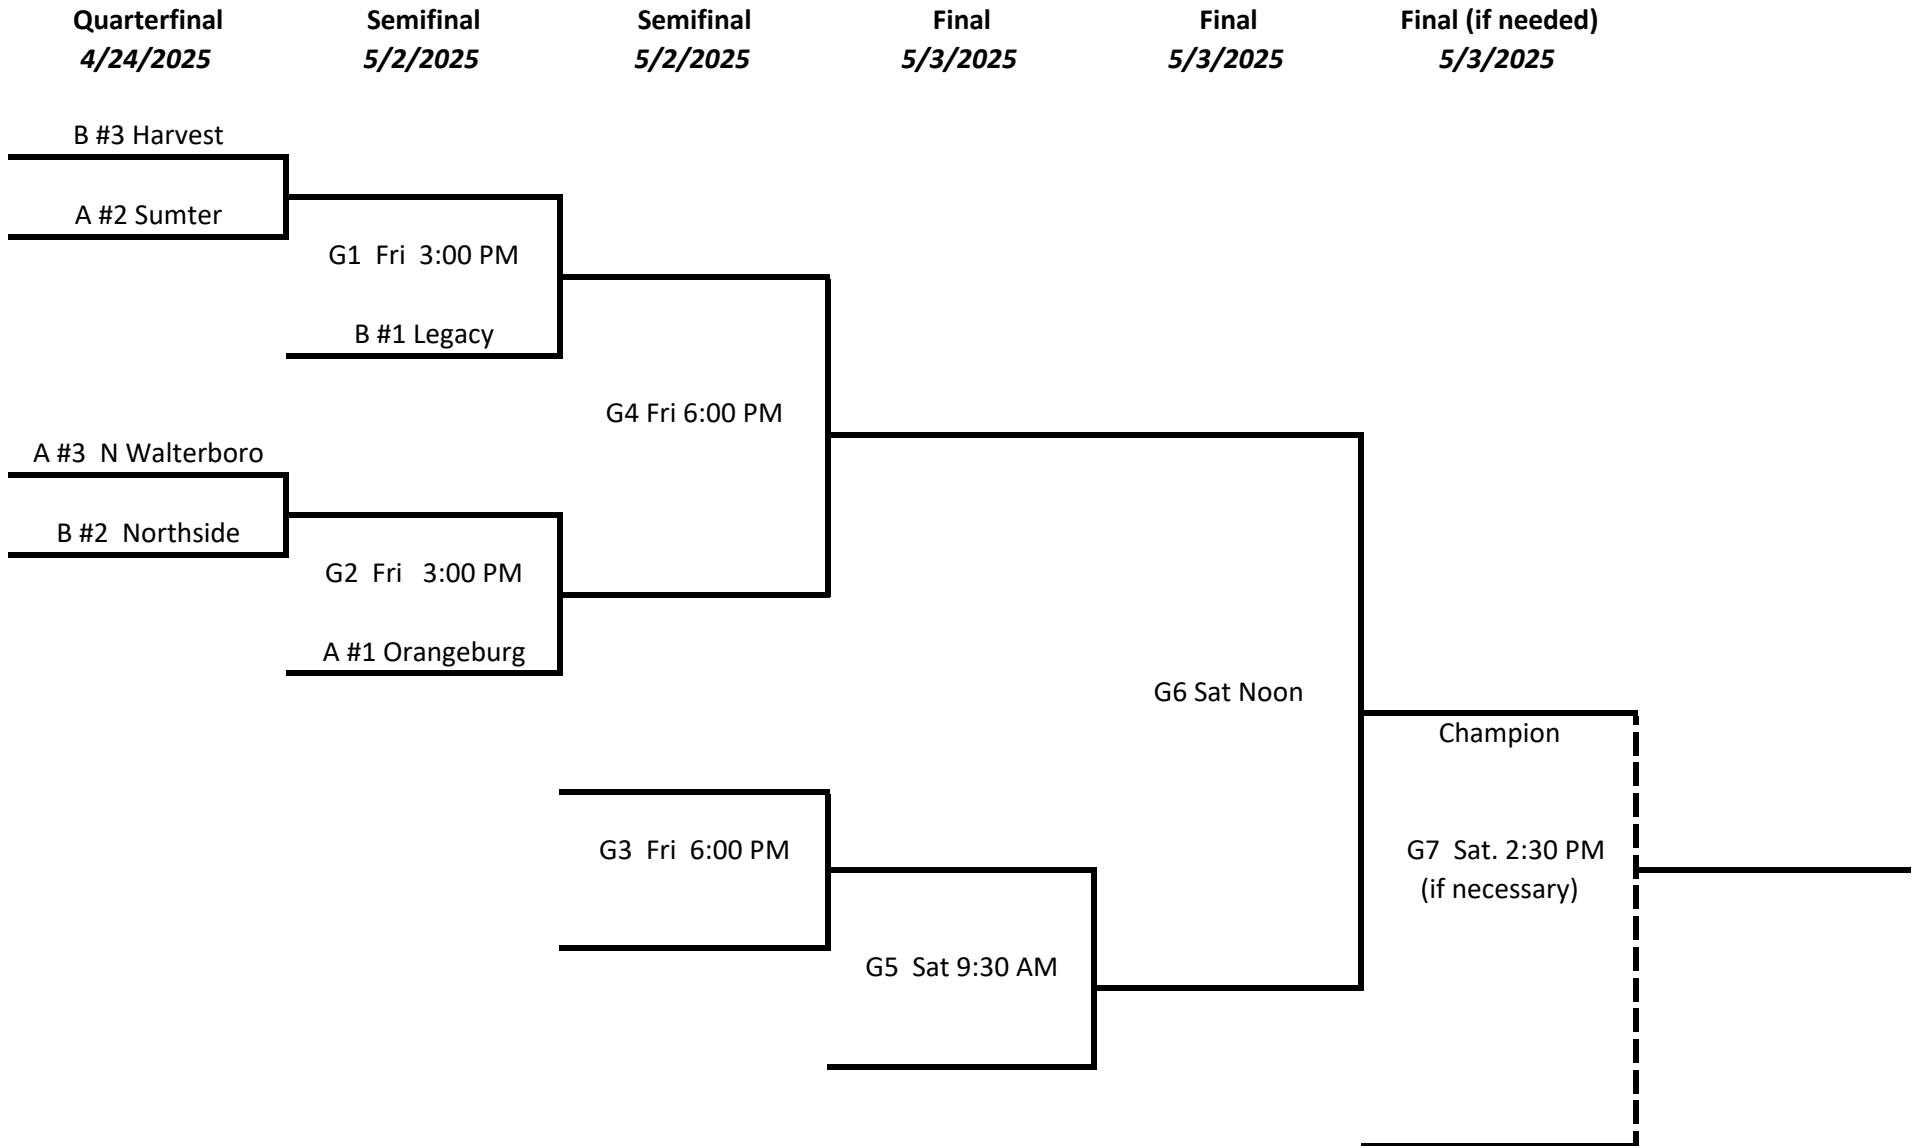 Quarterfinal Semifinal Semifinal Final Final Final (if needed)
4/24/2025 5/2/2025 5/2/2025 5/3/2025 5/3/2025 5/3/2025
B #3 Harvest
A #2 Sumter
G1 Fri 3:00 PM
B #1 Legacy
G4 Fri 6:00 PM
A #3 N Walterboro
B #2 Northside
G2 Fri 3:00 PM
A #1 Orangeburg
G6 Sat Noon
Champion
G3 Fri 6:00 PM
G7 Sat. 2:30 PM
(if necessary)
G5 Sat 9:30 AM